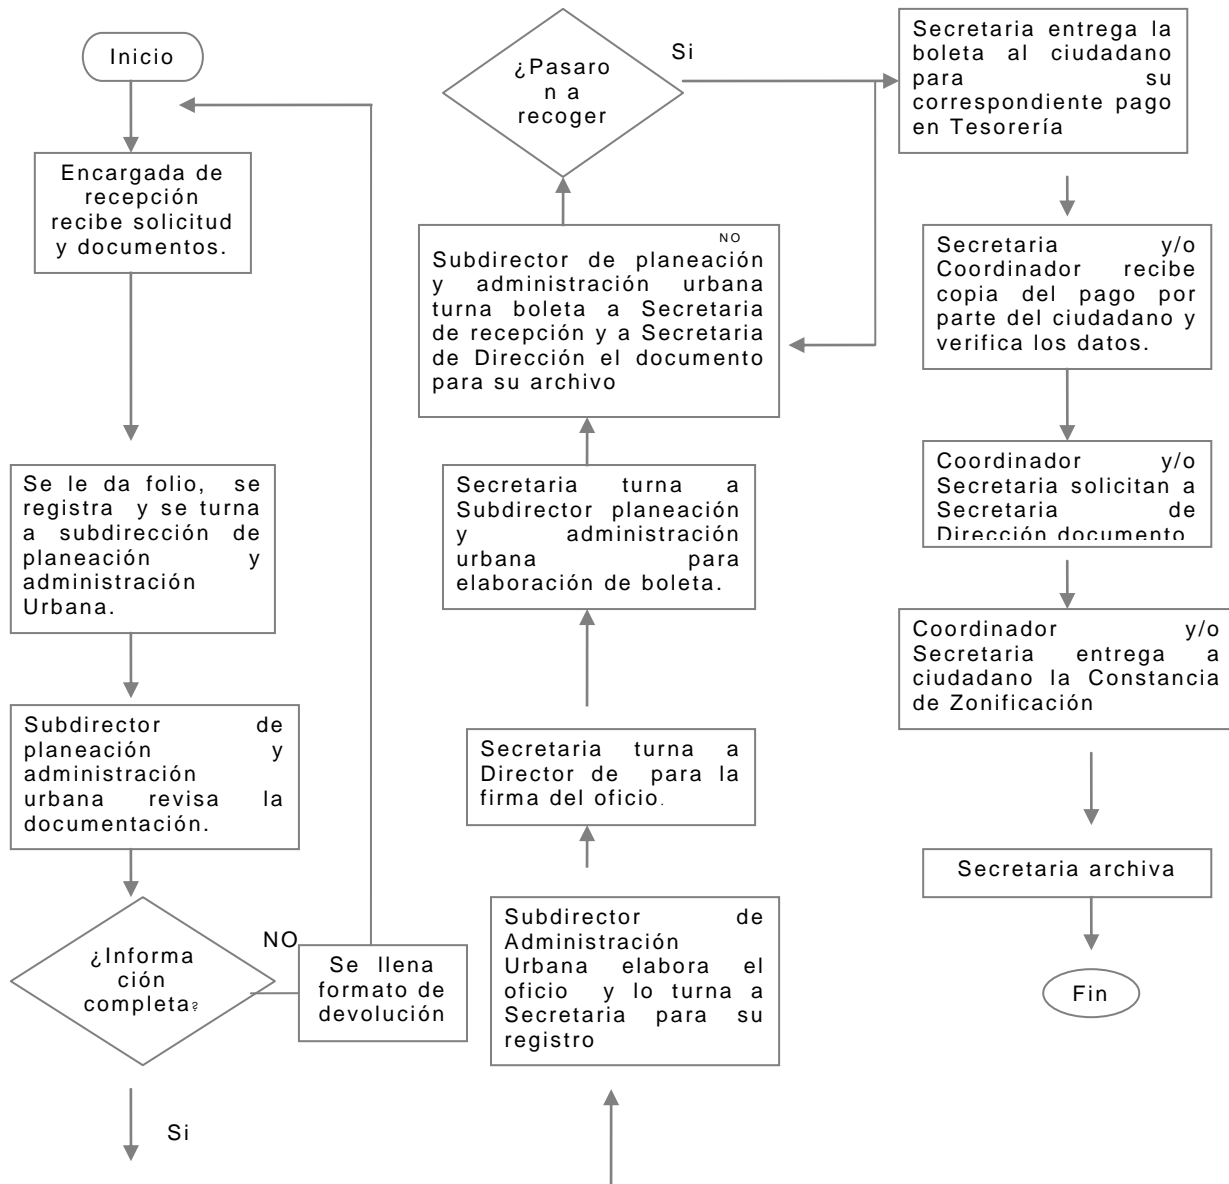 Inicio
Encargada de
recepción
recibe solicitud
y documentos.
Se le da folio, se
registra y se turna
a subdirección de
planeación y
administración
Urbana.
Subdirector de
planeación y
administración
urbana revisa la
documentación.
¿Informa
ción
completa?
NO
Se llena
formato de
devolución
Si
¿Pasaro
n a
recoger
Si
NO
Subdirector de planeación
y administración urbana
turna boleta a Secretaria
de recepción y a Secretaria
de Dirección el documento
para su archivo
Secretaria turna a
Subdirector planeación
y administración
urbana para
elaboración de boleta.
Secretaria turna a
Director de para la
firma del oficio.
Subdirector de
Administración
Urbana elabora el
oficio y lo turna a
Secretaria para su
registro
Secretaria entrega la
boleta al ciudadano
para su
correspondiente pago
en Tesorería
Secretaria y/o
Coordinador recibe
copia del pago por
parte del ciudadano y
verifica los datos.
Coordinador y/o
Secretaria solicitan a
Secretaria de
Dirección documento
Coordinador y/o
Secretaria entrega a
ciudadano la Constancia
de Zonificación
Secretaria archiva
Fin